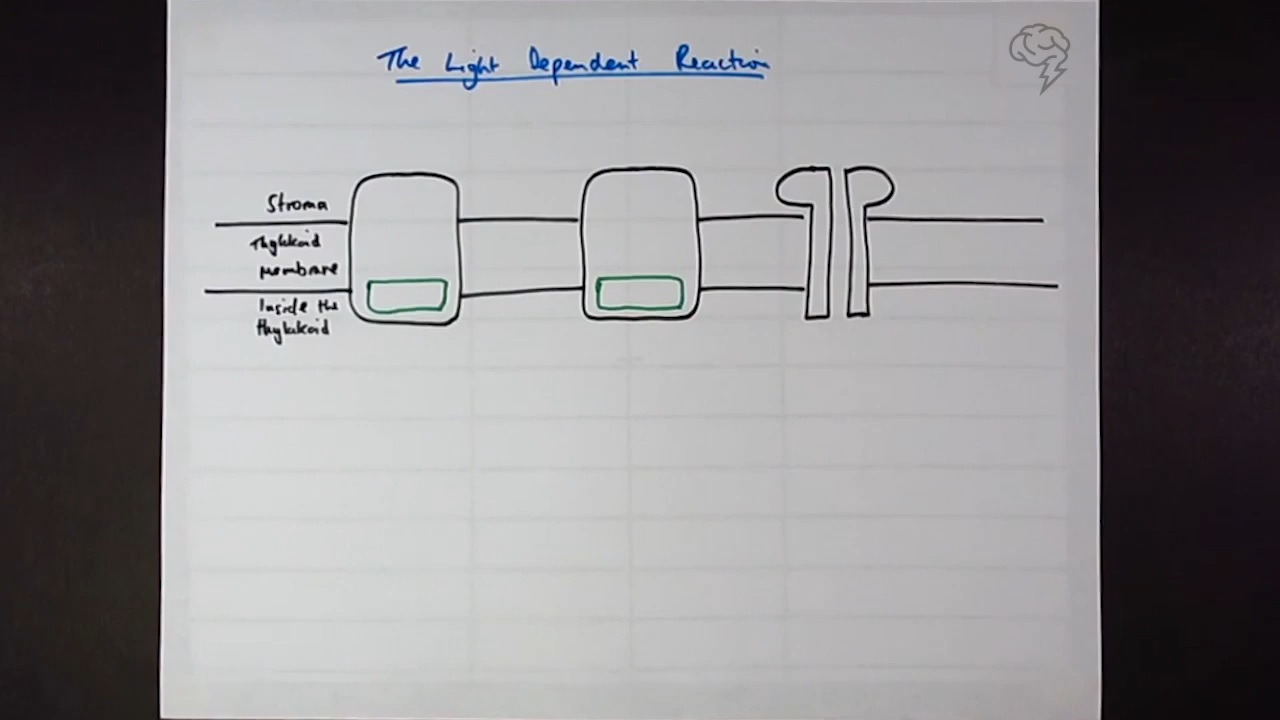 The Light Dependent Reaction
Stroma
Thylakoid
Membrane
Inside the
thylakoid